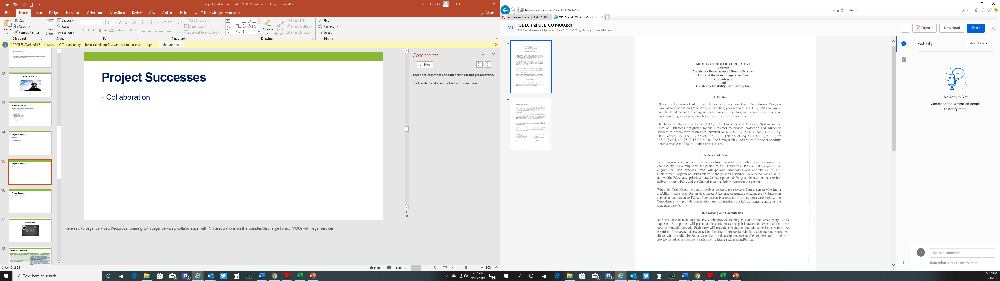 Project final webinar DRAFT 9.20.19 - aol [Read-Only] - PowerPoint
Scott Freschi
File Home Insert Design Transitions Animations Slide Show Review View Add-ins Help Tell me what you want to do
Share
Paste
Cut
Copy
Format Painter
Clipboard
New Slide
Layout
Reset
Section
Slides
12
Font
Text Direction
Align Text
Convert to SmartArt
Paragraph
Arrange
Quick Styles
Shape Fill
Shape Outline
Shape Effects
Drawing
Find
Replace
Select
Editing
UPDATES AVAILABLE Updates for Office are ready to be installed, but first we need to close some apps.
Update now
12
Project Successes
13
Project Successes
14
Project Successes
15
Project Successes
16
Project Successes
17
Conclusions
18
Goals and Outcomes
Project Successes
• Collaboration
Referrals to Legal Services; Reciprocal training with Legal Services; collaboration with NH associations on the transfer/discharge forms, MOUs with legal services
Comments
New
There are comments on other slides in this presentation.
Use the Next and Previous buttons to see them.
Slide 15 of 29
Notes
Comments
90%
Type here to search
5:07 PM
9/23/2019
https://app.box.com/file/385809939427
Search...
Tennessee Titans Tickets 2019 | ...
ODLC and OSLTCO MOU.pd...
V1
ODLC and OSLTCO MOU.pdf
Oklahoma • Updated Jan 17, 2019 by Amity Overall-Laib
Open
Download
Share
1
2
MEMORANDUM OF AGREEMENT
between
Oklahoma Department of Human Services
Office of the State Long-Term Care
Ombudsman
and
Oklahoma Disability Law Center, Inc.
I. Parties
Oklahoma Department of Human Services, Long-Term Care Ombudsman Program
(Ombudsman) is the program having jurisdiction, pursuant to 42 U.S.C. § 3058g to handle
complaints of persons residing in long-term care facilities, and administrative acts or
omissions of agencies providing benefits, entitlements or services.
Oklahoma Disability Law Center (P&A) is the Protection and Advocacy System for the
State of Oklahoma designated by the Governor to provide protection and advocacy
services to people with disabilities, pursuant to 42 U.S.C. § 15041 et seq., 42 U.S.C §
10801 et seq., 29 U.S.C. § 794(e), 42 U.S.C. §300d-53et seq, 52 U.S.C. § 21061, 29
U.S.C. §3004, 42 U.S.C. 1320b-21 and The Strengthening Protections for Social Security
Beneficiaries Act of 2018", Public Law 115-165.
II. Referral of Cases
When P&A receives requests for services from potential clients who reside in a long-term
care facility, P&A may refer the person to the Ombudsman Program. If the person is
eligible for P&A services, P&A will provide information and consultation to the
Ombudsman Program on issues related to the person's disability. In selected cases that 1)
fall within P&A case priorities, and 2) have potential for great impact on the service
delivery system, P&A and the Ombudsman may jointly represent the person.
When the Ombudsman Program receives requests for services from a person who has a
disability, whose need for services meets P&A case acceptance criteria, the Ombudsman
may refer the person to P&A. If the person is a resident of a long-term care facility, the
Ombudsman will provide consultation and information to P&A on issues relating to the
long-term care facility
III. Training and Consultation
Both the Ombudsman and the P&A will provide training to staff of the other party, when
requested. Both parties will participate in conferences and public awareness events of the other
party as mutually agreed. Each party will provide consultation and advice on issues within the
expertise of the agency as requested by the other. Both parties will fully cooperate to insure that
clients who are eligible for services from both parties receive quality representation and will
provide technical assistance to each other to insure such responsibilities.
Activity
Add Task
No Activity Yet
Comment and @mention people
to notify them.
JF
Write a comment
@mention users to notify them.
5:07 PM
9/23/2019